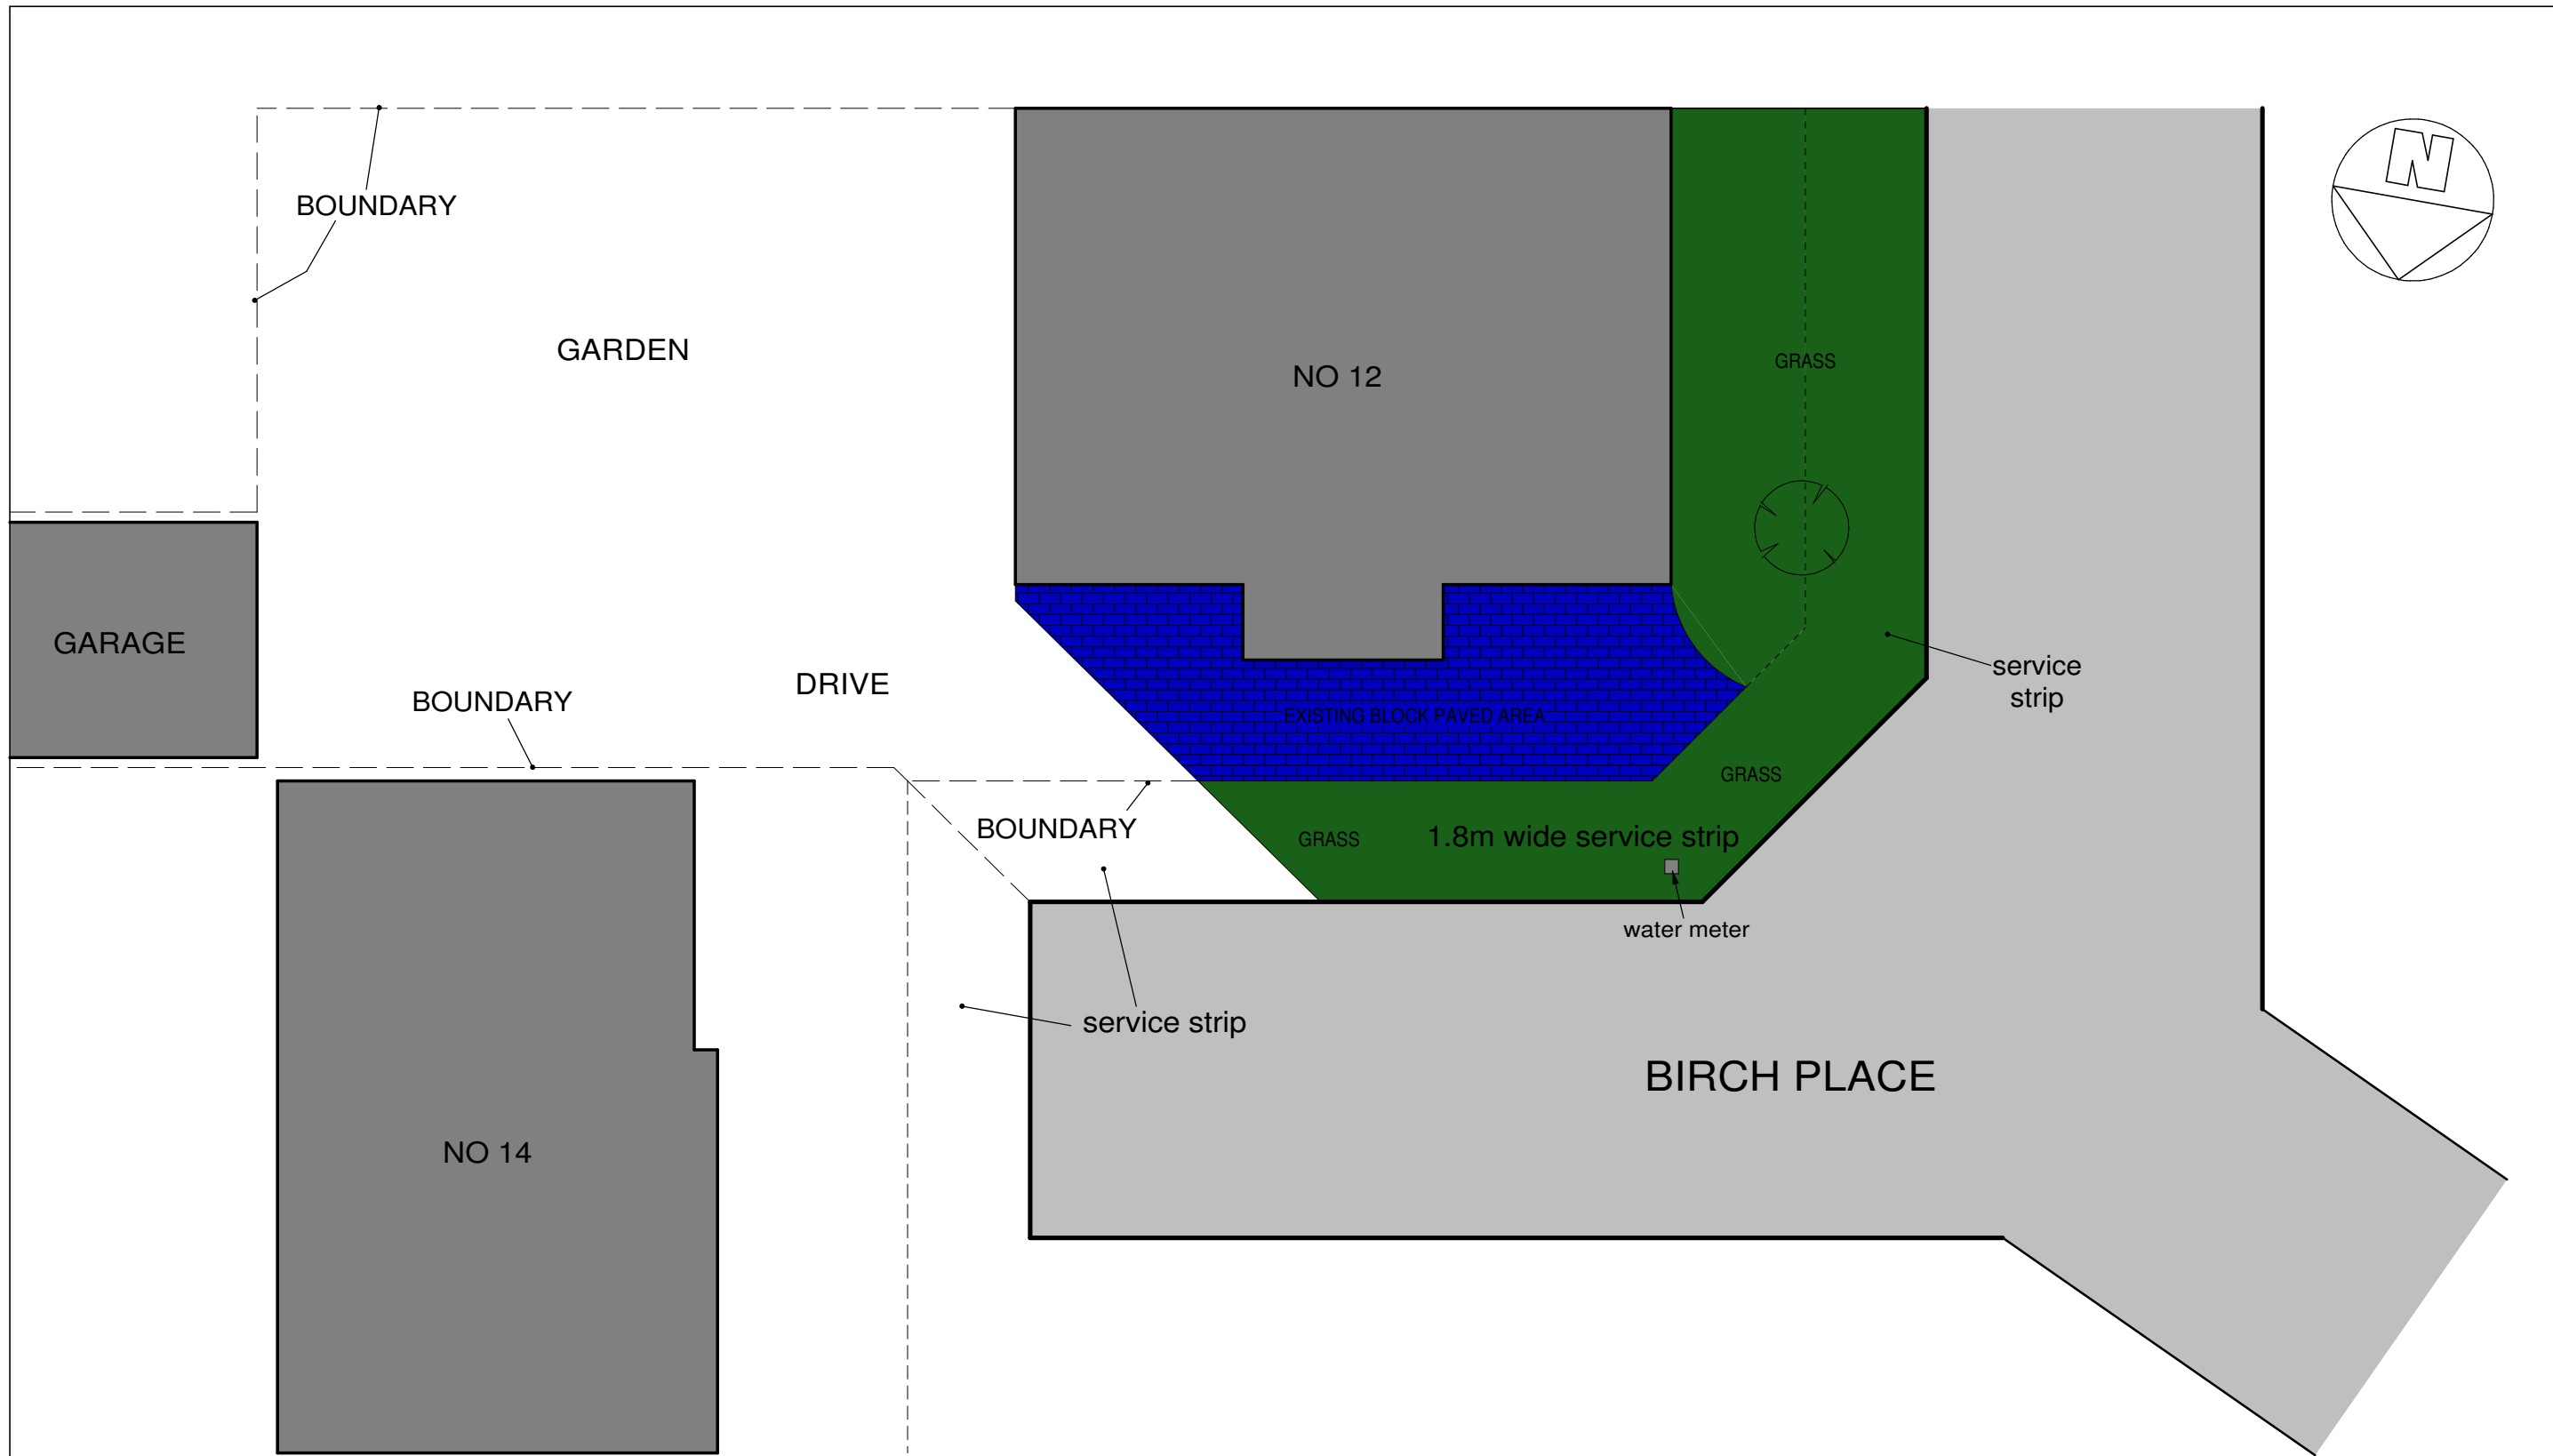 N
BOUNDARY
GARDEN
NO 12
GRASS
GARAGE
BOUNDARY
DRIVE
service
strip
EXISTING BLOCK PAVED AREA
GRASS
BOUNDARY
GRASS
1.8m wide service strip
water meter
service strip
BIRCH PLACE
NO 14